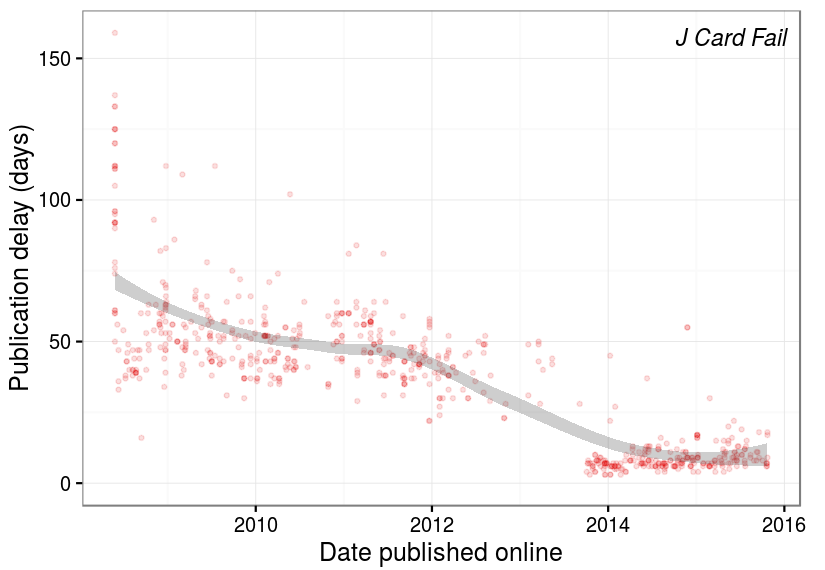 J Card Fail
Publication delay (days)
150
100
50
0
2010 2012 2014 2016
Date published online